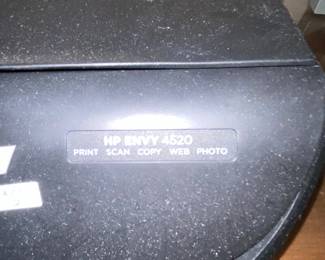 HP ENVY 4520
PRINT SCAN COPY WEB PHOTO